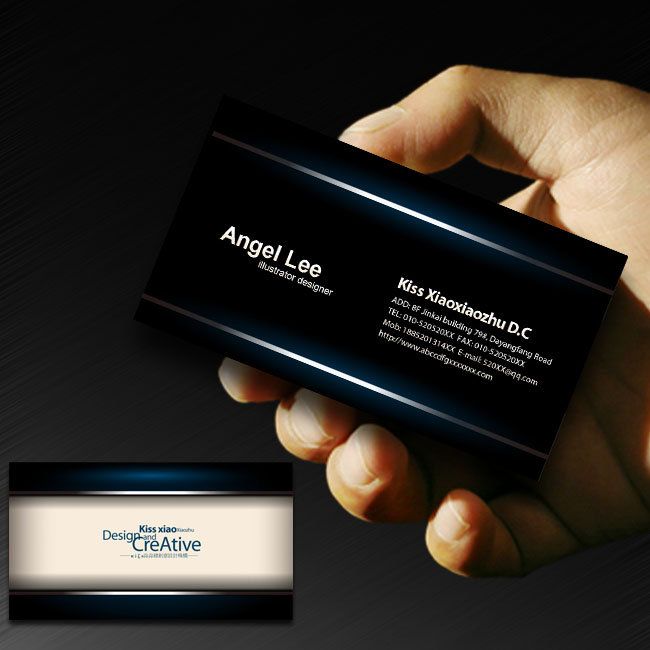 Angel Lee
illustrator designer
Kiss Xiaoxiaozhu D.C
ADD: 8F Jinkai building 798, Dayangfang Road
TEL: 010-520520XX FAX: 010-520520XX
Mob: 1885201314XX E-mail: 520XX@qq.com
http://www.abccdfgxxxxxxx.com
Kiss xiao Xiaozhu
Design and
CreAtive